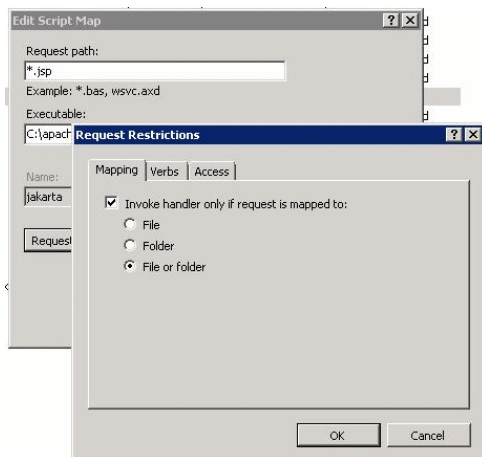 Edit Script Map
Request path:
*.jsp
Example: *.bas, wsvc.axd
Executable:
C:\apach
Name:
jakarta
Request
Request Restrictions
Mapping
Verbs
Access
Invoke handler only if request is mapped to:
File
Folder
File or folder
OK
Cancel